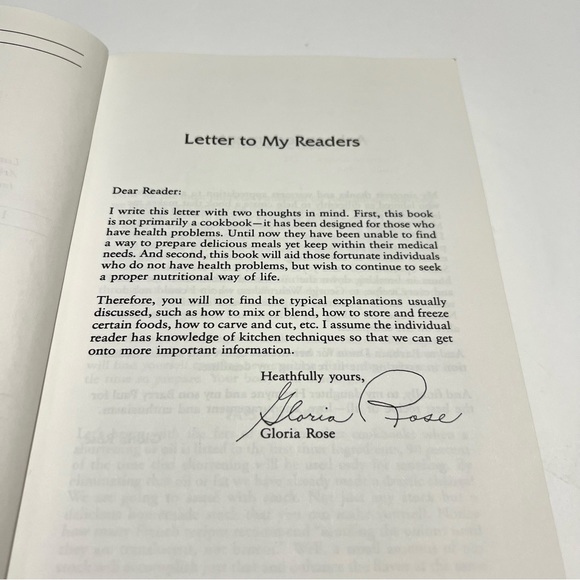 Letter to My Readers
Dear Reader:
I write this letter with two thoughts in mind. First, this book
is not primarily a cookbook—it has been designed for those who
have health problems. Until now they have been unable to find
a way to prepare delicious meals yet keep within their medical
needs. And second, this book will aid those fortunate individuals
who do not have health problems, but wish to continue to seek
a proper nutritional way of life.
Therefore, you will not find the typical explanations usually
discussed, such as how to mix or blend, how to store and freeze
certain foods, how to carve and cut, etc. I assume the individual
reader has knowledge of kitchen techniques so that we can get
onto more important information.
Heathfully yours,
Gloria Rose
Gloria Rose